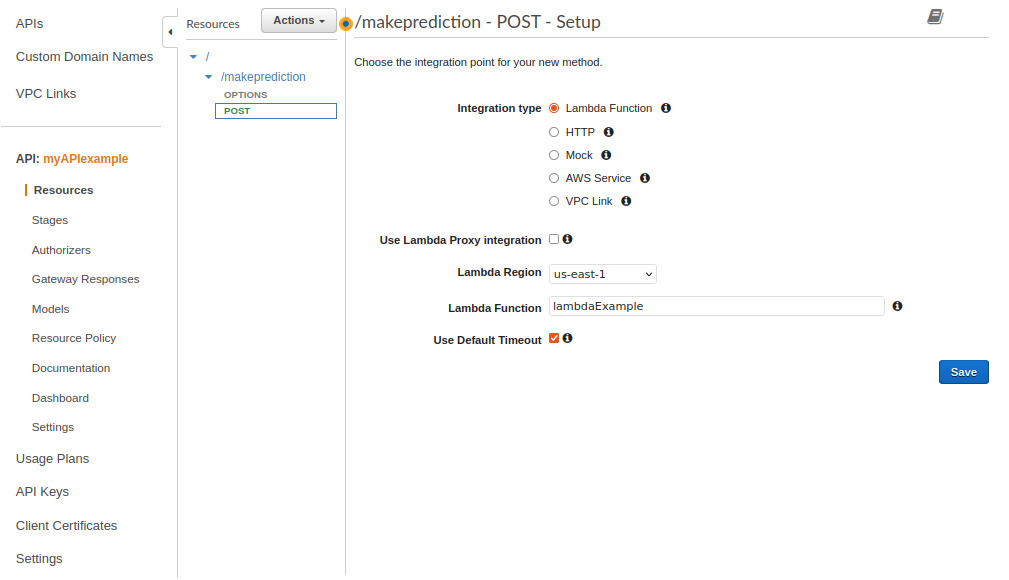 APIs
Custom Domain Names
VPC Links
API: myAPIexample
Resources
Stages
Authorizers
Gateway Responses
Models
Resource Policy
Documentation
Dashboard
Settings
Usage Plans
API Keys
Client Certificates
Settings
Resources
Actions
/
/makeprediction
OPTIONS
POST
/makeprediction - POST - Setup
Choose the integration point for your new method.
Integration type Lambda Function
HTTP
Mock
AWS Service
VPC Link
Use Lambda Proxy integration
Lambda Region us-east-1
Lambda Function lambdaExample
Use Default Timeout
Save